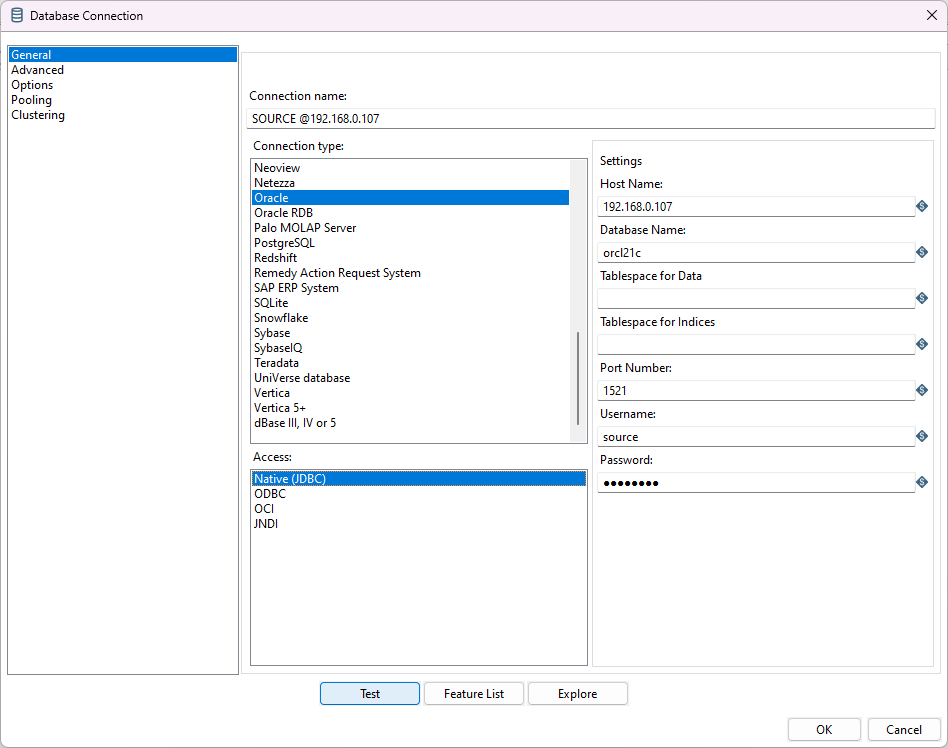 Database Connection
General
Advanced
Options
Pooling
Clustering
Connection name:
SOURCE @192.168.0.107
Connection type:
Neoview
Netezza
Oracle
Oracle RDB
Palo MOLAP Server
PostgreSQL
Redshift
Remedy Action Request System
SAP ERP System
SQLite
Snowflake
Sybase
SybaseIQ
Teradata
UniVerse database
Vertica
Vertica 5+
dBase III, IV or 5
Access:
Native (JDBC)
ODBC
OCI
JNDI
Settings
Host Name:
192.168.0.107
Database Name:
orcl21c
Tablespace for Data
Tablespace for Indices
Port Number:
1521
Username:
source
Password:
●●●●●●●●
Test
Feature List
Explore
OK
Cancel